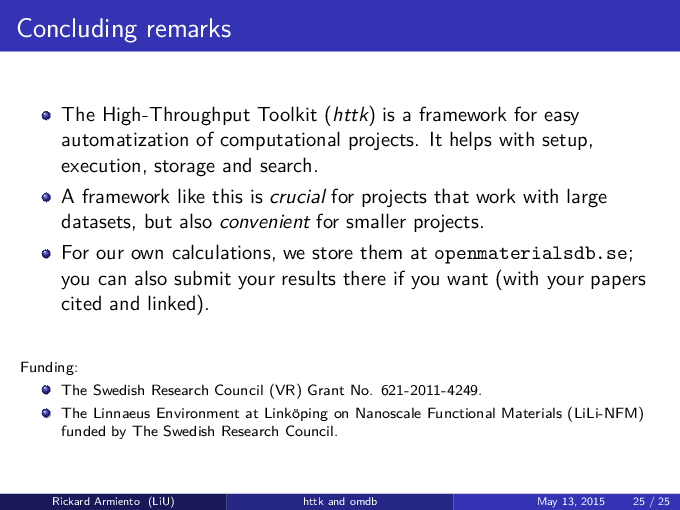 Concluding remarks
The High-Throughput Toolkit (httk) is a framework for easy
automatization of computational projects. It helps with setup,
execution, storage and search.
A framework like this is crucial for projects that work with large
datasets, but also convenient for smaller projects.
For our own calculations, we store them at openmaterialsdb.se;
you can also submit your results there if you want (with your papers
cited and linked).
Funding:
The Swedish Research Council (VR) Grant No. 621-2011-4249.
The Linnaeus Environment at Linköping on Nanoscale Functional Materials (LiLi-NFM)
funded by The Swedish Research Council.
Rickard Armiento (LiU) httk and omdb May 13, 2015 25 / 25